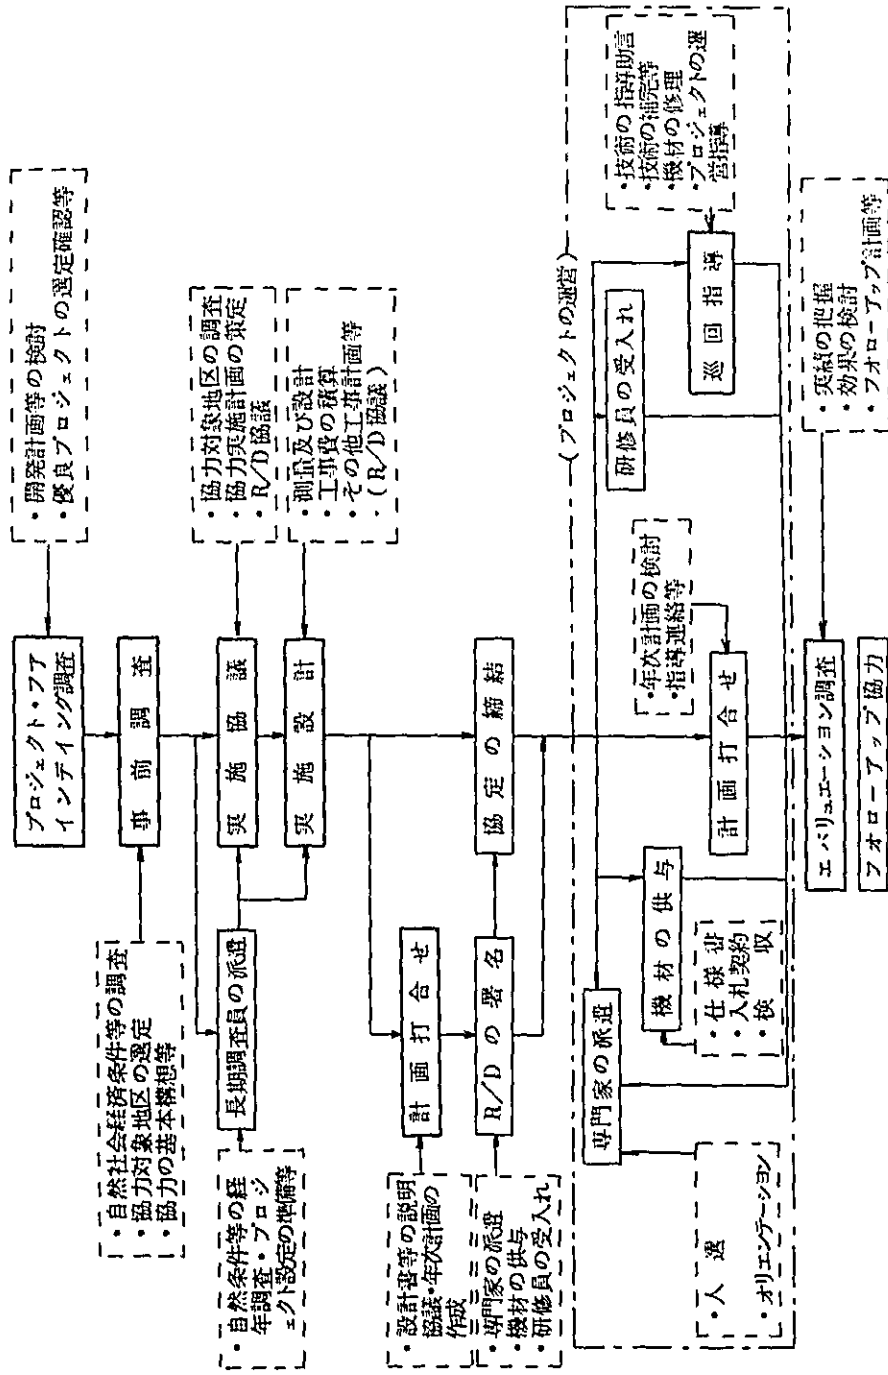 ・開発計画等の検討
・優良プロジェクトの選定確認等
プロジェクト・ファ
インディング調査
事前調査
・自然社会経済条件等の調査
・協力対象地区の選定
・協力の基本構想等
・協力対象地区の調査
・協力実施計画の策定
・R/D協議
実施協議
長期調査員の派遣
・自然条件等の経
年調査・プロジ
ェクト設定の準備等
・測量及び設計
・工事費の積算
・その他工事計画等
・(R/D協議)
実施設計
計画打合せ
・設計書等の説明
協議・年次計画の
作成
協定の締結
R/Dの署名
・専門家の派遣
・機材の供与
・研修員の受入れ
(プロジェクトの運営)
専門家の派遣
・人選
・オリエンテーション
機材の供与
・仕様書
・入札契約
・検収
・年次計画の検討
・指導連絡等
計画打合せ
研修員の受入れ
巡回指導
・技術の指導助言
・技術の補完等
・機材の修理
・プロジェクトの運
営指導
エバリュエーション調査
・実績の把握
・効果の検討
・フォローアップ計画等
フォローアップ協力